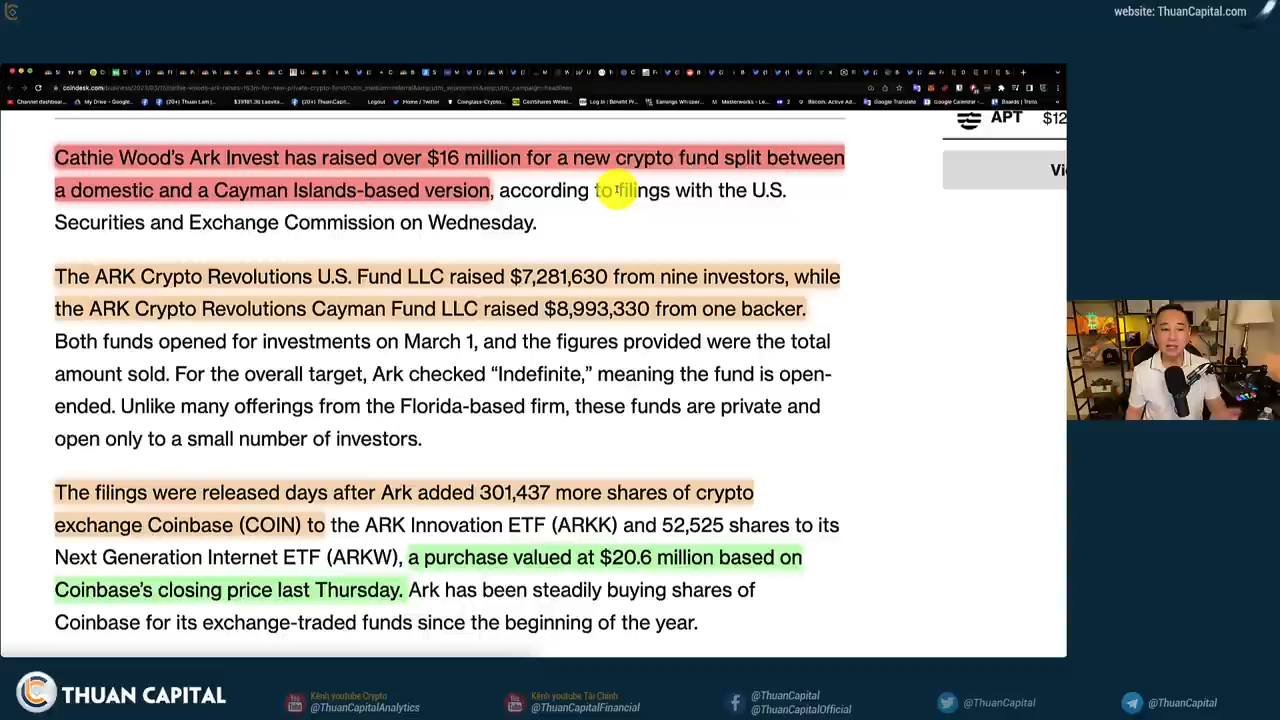 website: ThuanCapital.com
APT $12
Vi
Cathie Wood's Ark Invest has raised over $16 million for a new crypto fund split between
a domestic and a Cayman Islands-based version, according to filings with the U.S.
Securities and Exchange Commission on Wednesday.
The ARK Crypto Revolutions U.S. Fund LLC raised $7,281,630 from nine investors, while
the ARK Crypto Revolutions Cayman Fund LLC raised $8,993,330 from one backer.
Both funds opened for investments on March 1, and the figures provided were the total
amount sold. For the overall target, Ark checked “Indefinite,” meaning the fund is open-
ended. Unlike many offerings from the Florida-based firm, these funds are private and
open only to a small number of investors.
The filings were released days after Ark added 301,437 more shares of crypto
exchange Coinbase (COIN) to the ARK Innovation ETF (ARKK) and 52,525 shares to its
Next Generation Internet ETF (ARKW), a purchase valued at $20.6 million based on
Coinbase's closing price last Thursday. Ark has been steadily buying shares of
Coinbase for its exchange-traded funds since the beginning of the year.
THUAN CAPITAL
Kênh youtube Crypto
@ThuanCapitalAnalytics
Kênh youtube Tài Chính
@ThuanCapitalFinancial
@ThuanCapital
@ThuanCapitalOfficial
@ThuanCapital
@ThuanCapital